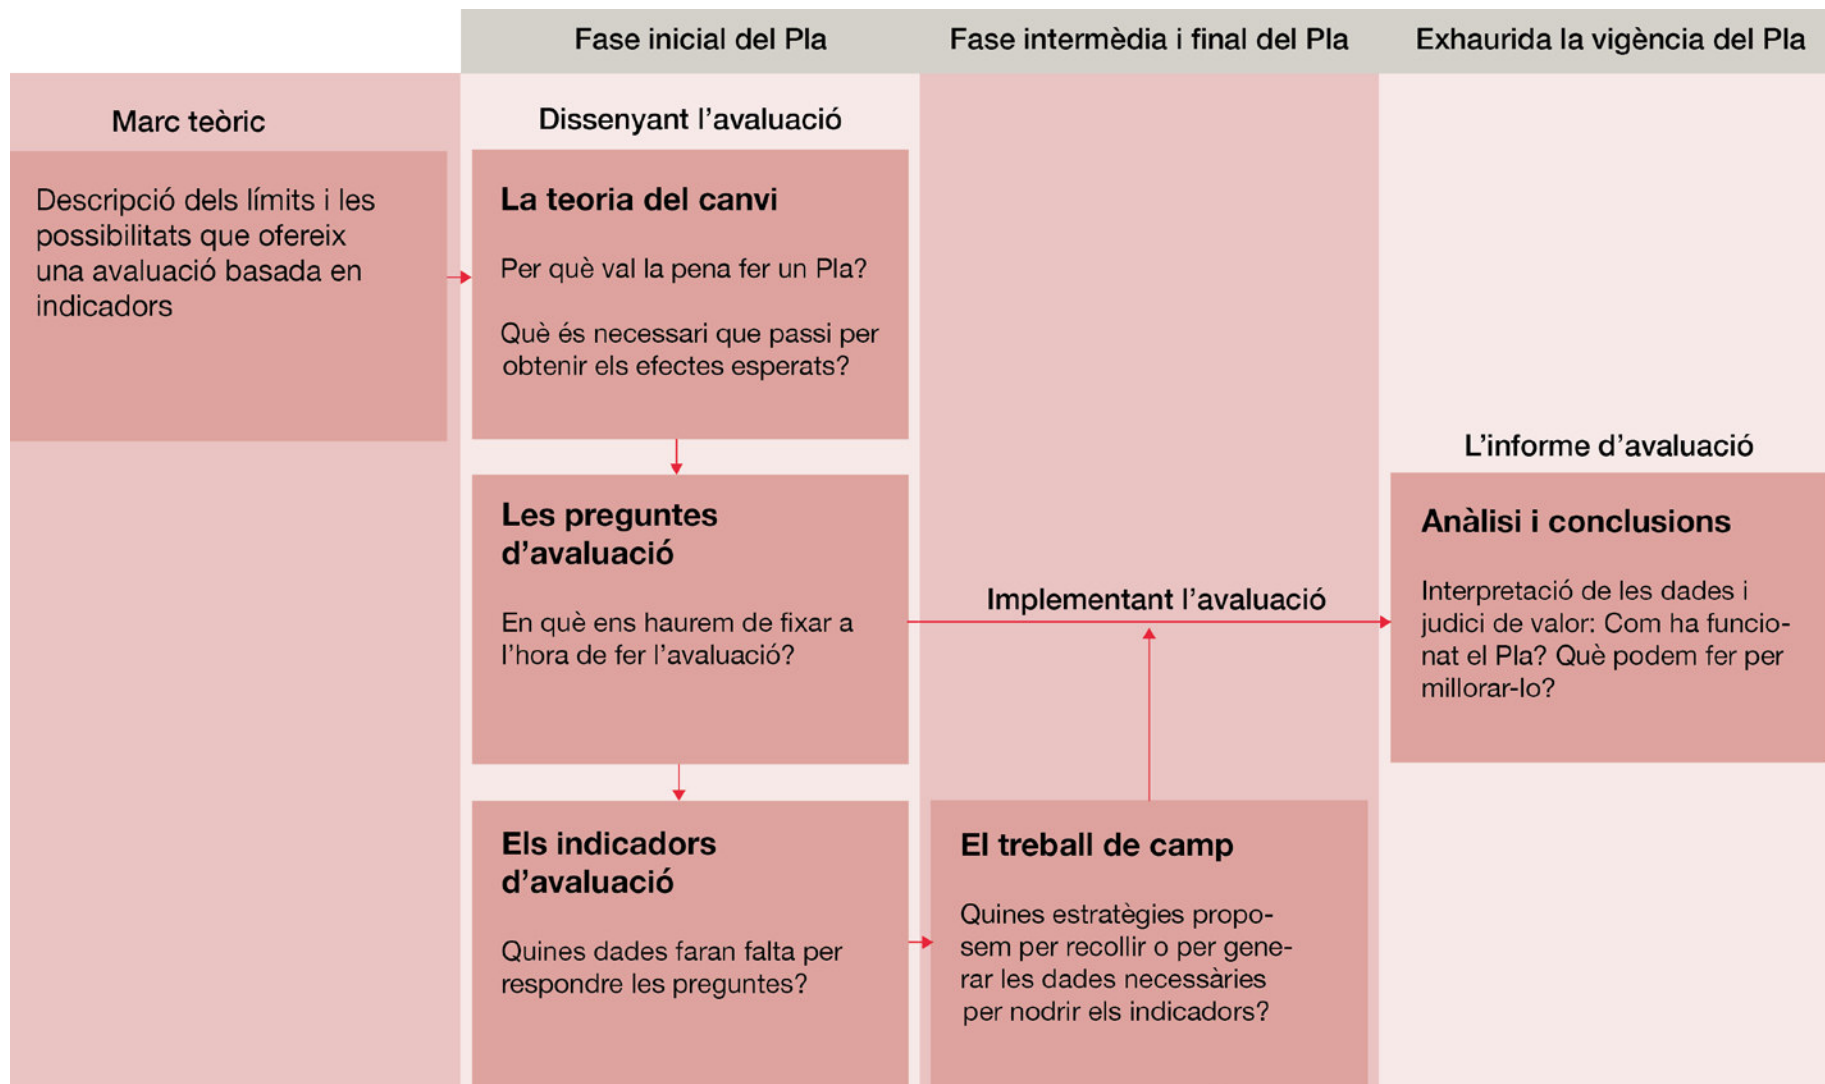 Fase inicial del Pla
Fase intermèdia i final del Pla
Exhaurida la vigència del Pla
Marc teòric
Descripció dels límits i les
possibilitats que ofereix
una avaluació basada en
indicadors
Dissenyant l’avaluació
La teoria del canvi
Per què val la pena fer un Pla?
Què és necessari que passi per
obtenir els efectes esperats?
Les preguntes
d’avaluació
En què ens haurem de fixar a
l’hora de fer l’avaluació?
Els indicadors
d’avaluació
Quines dades faran falta per
respondre les preguntes?
Implementant l’avaluació
El treball de camp
Quines estratègies propo-
sem per recollir o per gene-
rar les dades necessàries
per nodrir els indicadors?
L’informe d’avaluació
Anàlisi i conclusions
Interpretació de les dades i
judici de valor: Com ha funcio-
nat el Pla? Què podem fer per
millorar-lo?